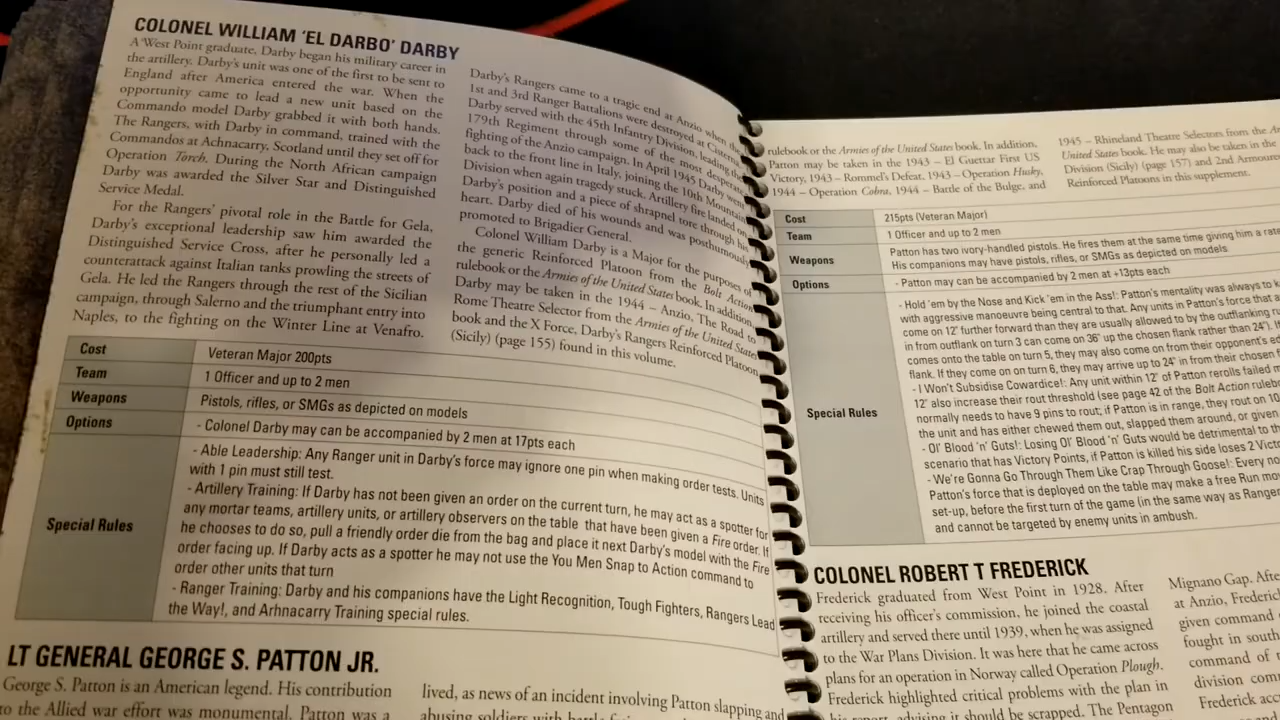 COLONEL WILLIAM 'EL DARBO' DARBY
A West Point graduate, Darby began his military career in
the artillery. Darby's unit was one of the first to be sent to
England after America entered the war. When the
opportunity came to lead a new unit based on the
Commando model Darby grabbed it with both hands.
The Rangers, with Darby in command, trained with the
Commandos at Achnacarry, Scotland until they set off for
Operation Torch. During the North African campaign
Darby was awarded the Silver Star and Distinguished
Service Medal.
For the Rangers' pivotal role in the Battle for Gela,
Darby's exceptional leadership saw him awarded the
Distinguished Service Cross, after he personally led a
counterattack against Italian tanks prowling the streets of
Gela. He led the Rangers through the rest of the Sicilian
campaign, through Salerno and the triumphant entry into
Naples, to the fighting on the Winter Line at Venafro.
Darby's Rangers came to a tragic end at Anzio when the
1st and 3rd Ranger Battalions were destroyed at Cisterna
Darby served with the 45th Infantry Division, leading the
179th Regiment through some of the most desperate
fighting of the Anzio campaign. In April 1945 Darby went
back to the front line in Italy, joining the 10th Mountain
Division when again tragedy stuck. Artillery fire landed on
Darby's position and a piece of shrapnel tore through his
heart. Darby died of his wounds and was posthumously
promoted to Brigadier General.
Colonel William Darby is a Major for the purposes of
the generic Reinforced Platoon from the Bolt Action
rulebook or the Armies of the United States book. In addition,
Darby may be taken in the 1944 – Anzio, The Road to
Rome Theatre Selector from the Armies of the United States
book and the X Force, Darby's Rangers Reinforced Platoon
(Sicily) (page 155) found in this volume.
Cost Veteran Major 200pts
Team 1 Officer and up to 2 men
Weapons Pistols, rifles, or SMGs as depicted on models
Options - Colonel Darby may can be accompanied by 2 men at 17pts each
Special Rules
- Able Leadership: Any Ranger unit in Darby's force may ignore one pin when making order tests. Units
with 1 pin must still test.
- Artillery Training: If Darby has not been given an order on the current turn, he may act as a spotter for
any mortar teams, artillery units, or artillery observers on the table that have been given a Fire order. If
he chooses to do so, pull a friendly order die from the bag and place it next Darby's model with the Fire
order facing up. If Darby acts as a spotter he may not use the You Men Snap to Action command to
order other units that turn
- Ranger Training: Darby and his companions have the Light Recognition, Tough Fighters, Rangers Lead
the Way!, and Arhnacarry Training special rules.
LT GENERAL GEORGE S. PATTON JR.
George S. Patton is an American legend. His contribution
to the Allied war effort was monumental. Patton was a
lived, as news of an incident involving Patton slapping and
abusing soldiers with battle
rulebook or the Armies of the United States book. In addition,
Patton may be taken in the 1943 – El Guettar First US
Victory, 1943 – Rommel's Defeat, 1943 – Operation Husky,
1944 – Operation Cobra, 1944 – Battle of the Bulge, and
1945 – Rhineland Theatre Selectors from the
United States book. He may also be taken in the
Division (Sicily) (page 157) and 2nd Armoured
Reinforced Platoons in this supplement.
Cost 215pts (Veteran Major)
Team 1 Officer and up to 2 men
Weapons Patton has two ivory-handled pistols. He fires them at the same time giving him a rate
His companions may have pistols, rifles, or SMGs as depicted on models
Options - Patton may be accompanied by 2 men at +13pts each
Special Rules
- Hold 'em by the Nose and Kick 'em in the Ass!: Patton's mentality was always to
with aggressive manoeuvre being central to that. Any units in Patton's force that
come on 12" further forward than they are usually allowed to by the outflanking
in from outflank on turn 3 can come on 36" up the chosen flank rather than 24").
comes onto the table on turn 5, they may also come on from their opponent's
flank. If they come on on turn 6, they may arrive up to 24" in from their chosen
- I Won't Subsidise Cowardice!: Any unit within 12" of Patton rerolls failed
12" also increase their rout threshold (see page 42 of the Bolt Action
normally needs to have 9 pins to rout; if Patton is in range, they rout on 10
the unit and has either chewed them out, slapped them around, or given
- Ol' Blood 'n' Guts!: Losing Ol' Blood 'n' Guts would be detrimental to
scenario that has Victory Points, if Patton is killed his side loses 2
- We're Gonna Go Through Them Like Crap Through Goose!: Every
Patton's force that is deployed on the table may make a free Run
set-up, before the first turn of the game (in the same way as
and cannot be targeted by enemy units in ambush.
COLONEL ROBERT T FREDERICK
Frederick graduated from West Point in 1928. After
receiving his officer's commission, he joined the coastal
artillery and served there until 1939, when he was assigned
to the War Plans Division. It was here that he came across
plans for an operation in Norway called Operation Plough.
Frederick highlighted critical problems with the plan in
his report, advising it should be scrapped. The Pentagon
Mignano Gap. After
at Anzio, Frederick
given command
fought in south
command of
division
Frederick